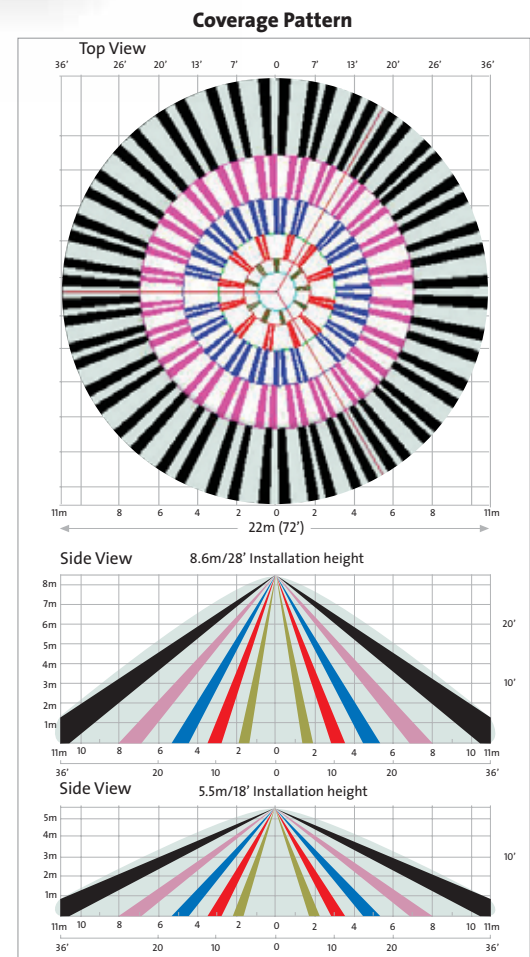 Coverage Pattern
Top View
36' 26' 20' 13' 7' 0 7' 13' 20' 26' 36'
11m 8 6 4 2 0 2 4 6 8 11m
22m (72')
Side View 8.6m/28' Installation height
8m
7m
6m 20'
5m
4m
3m 10'
2m
1m
11m 10 8 6 4 2 0 2 4 6 8 10 11m
36' 20 10 0 10 20 36'
Side View 5.5m/18' Installation height
5m
4m
3m 10'
2m
1m
11m 10 8 6 4 2 0 2 4 6 8 10 11m
36' 20 10 0 10 20 36'